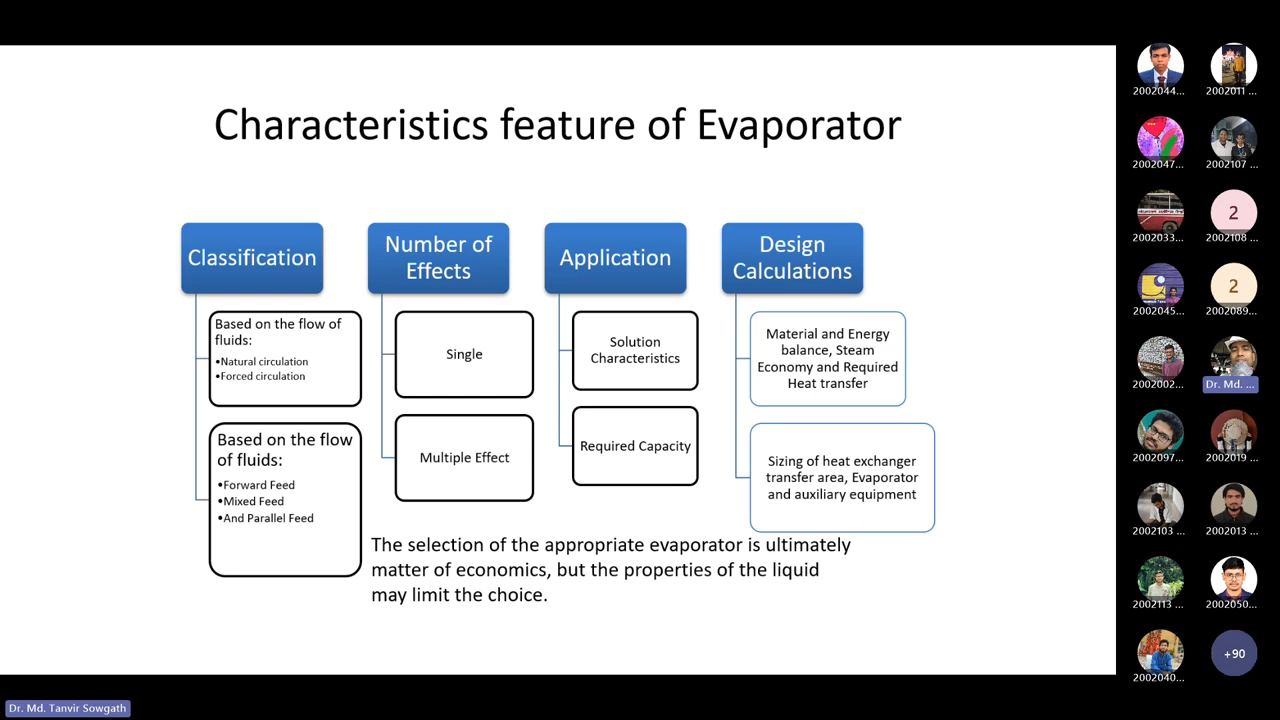 Characteristics feature of Evaporator
Classification
Based on the flow of
fluids:
•Natural circulation
•Forced circulation
Based on the flow
of fluids:
•Forward Feed
•Mixed Feed
•And Parallel Feed
Number of
Effects
Single
Multiple Effect
Application
Solution
Characteristics
Required Capacity
Design
Calculations
Material and Energy
balance, Steam
Economy and Required
Heat transfer
Sizing of heat exchanger
transfer area, Evaporator
and auxiliary equipment
The selection of the appropriate evaporator is ultimately
matter of economics, but the properties of the liquid
may limit the choice.
2002044...
2002011 ...
2002047...
2002107 ...
2002033...
2
2002108 ...
2002045...
2
2002089...
2002002...
Dr. Md. ...
2002097...
2002019 ...
2002103 ...
2002013 ...
2002113 ...
2002050...
2002040...
+90
Dr. Md. Tanvir Sowgath